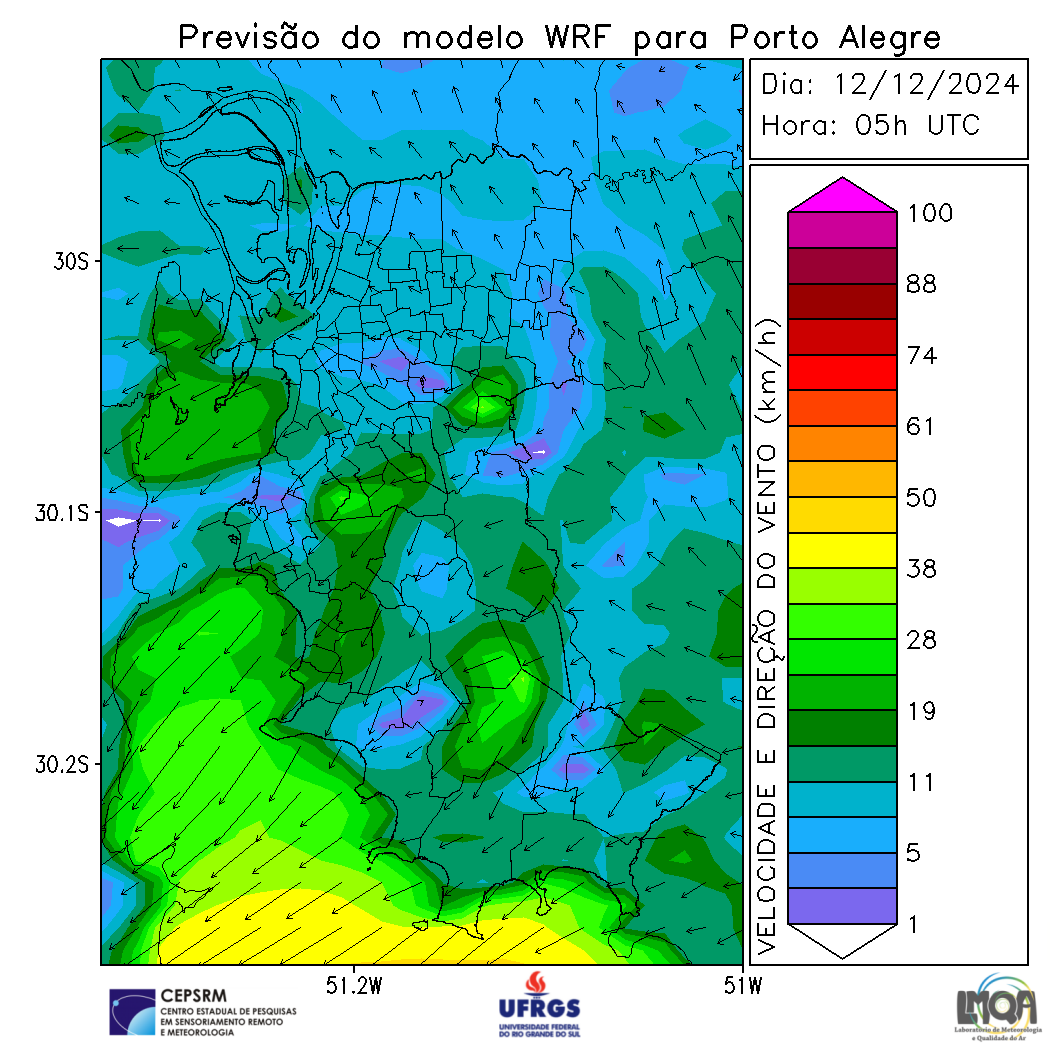 Previsão do modelo WRF para Porto Alegre
Dia: 12/12/2024
Hora: 05h UTC
30S
30.1S
30.2S
51.2W
51W
VELOCIDADE E DIREÇÃO DO VENTO (km/h)
100
88
74
61
50
38
28
19
11
5
1
CEPSRM
CENTRO ESTADUAL DE PESQUISAS
EM SENSORIAMENTO REMOTO
E METEOROLOGIA
UFRGS
UNIVERSIDADE FEDERAL
DO RIO GRANDE DO SUL
LMQA
Laboratório de Meteorologia
e Qualidade do Ar